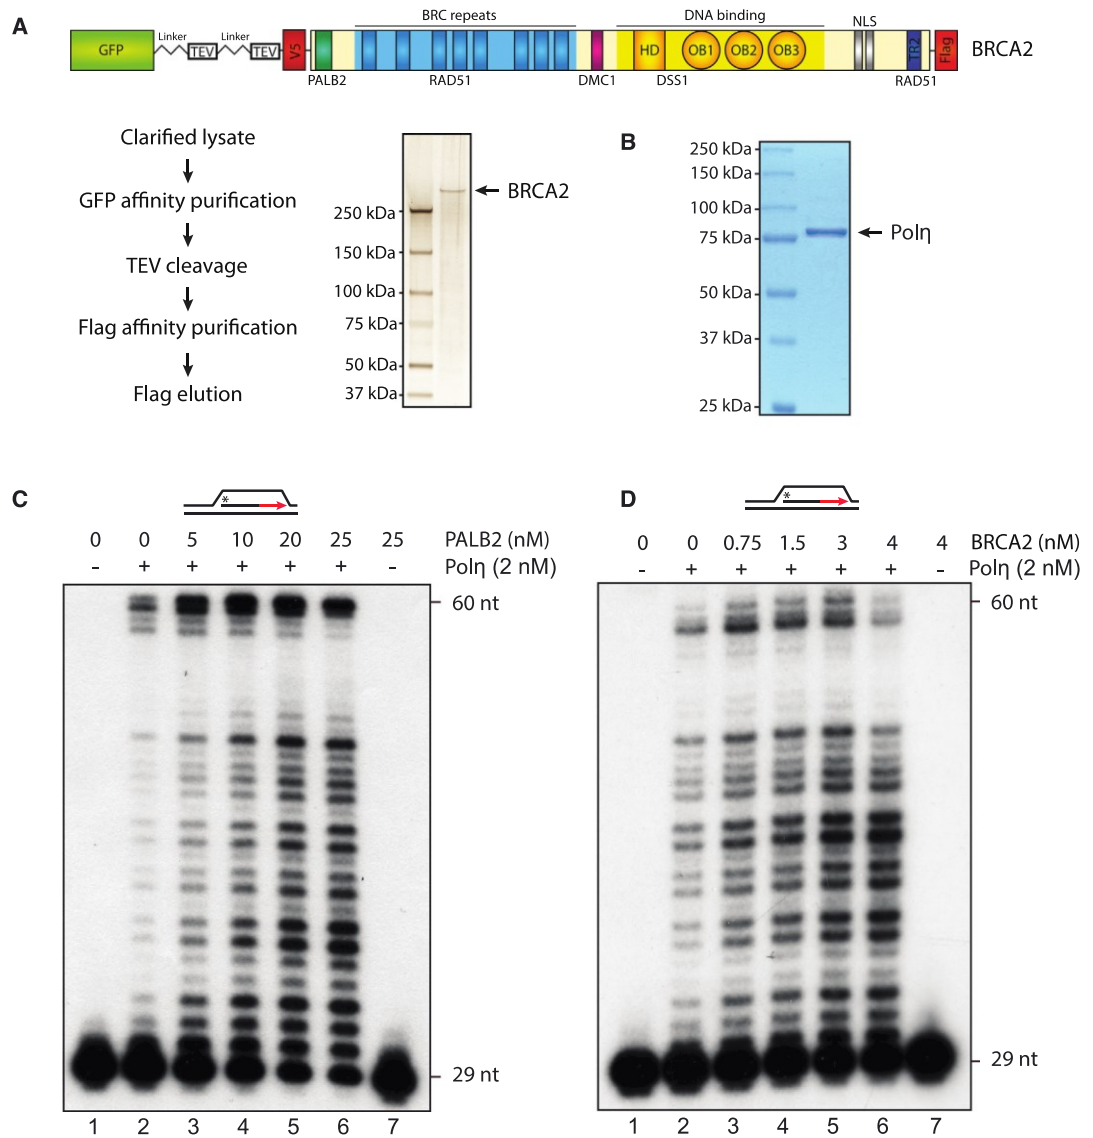 A
BRC repeats
DNA binding
NLS
GFP
Linker
TEV
Linker
TEV
V5
HD
OB1
OB2
OB3
TR2
Flag
BRCA2
PALB2
RAD51
DMC1
DSS1
RAD51
Clarified lysate
GFP affinity purification
TEV cleavage
Flag affinity purification
Flag elution
BRCA2
250 kDa
150 kDa
100 kDa
75 kDa
50 kDa
37 kDa
B
250 kDa
150 kDa
100 kDa
75 kDa
50 kDa
37 kDa
25 kDa
Polη
C
*
0 0 5 10 20 25 25 PALB2 (nM)
- + + + + + - Polη (2 nM)
60 nt
29 nt
1 2 3 4 5 6 7
D
*
0 0 0.75 1.5 3 4 4 BRCA2 (nM)
- + + + + + - Polη (2 nM)
60 nt
29 nt
1 2 3 4 5 6 7